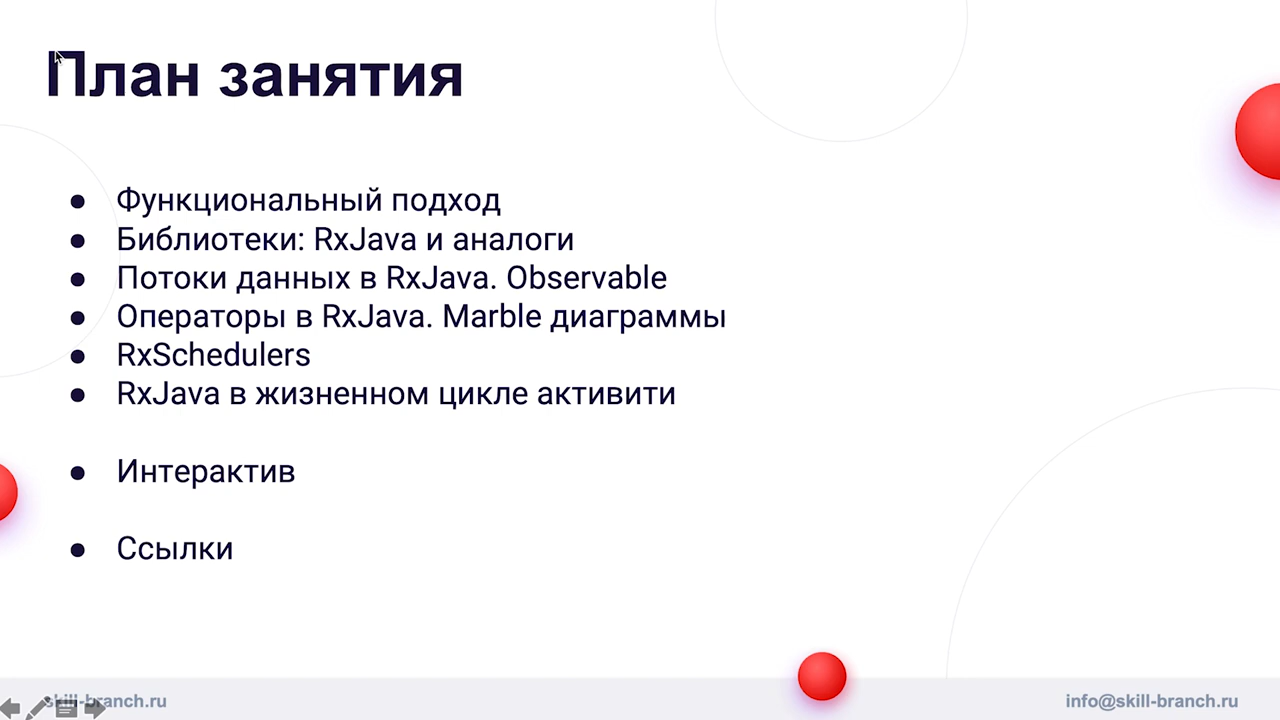 План занятия
● Функциональный подход
● Библиотеки: RxJava и аналоги
● Потоки данных в RxJava. Observable
● Операторы в RxJava. Marble диаграммы
● RxSchedulers
● RxJava в жизненном цикле активити
● Интерактив
● Ссылки
skill-branch.ru
info@skill-branch.ru